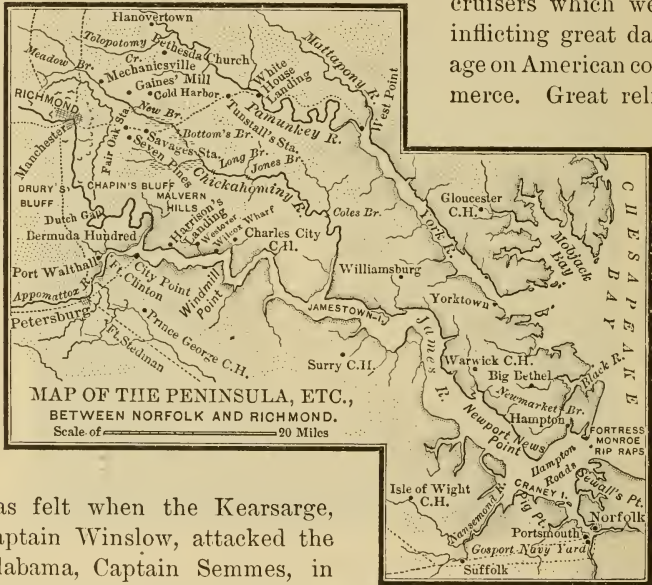 cruisers which we
inflicting great da
age on American co
merce. Great reli
Hanovertown
Tolopotomy Cr.
Bethesda Church
Mattapony R.
Meadow Br.
Mechanicsville
White House Landing
Gaines' Mill
Cold Harbor
West Point
RICHMOND
New Br.
Tunstall's Sta.
Pamunkey R.
Manchester
Fair Oak Sta.
Bottom's Br.
Savages Sta.
Seven Pines
Long Br.
Jones Br.
Chickahominy R.
DRURY'S BLUFF
CHAPIN'S BLUFF
MALVERN HILLS
Gloucester C.H.
Mobjack Bay
CHESAPEAKE BAY
Dutch Gap
Harrison's Landing
Westover
Wilcox Wharf
Coles Br.
York R.
Bermuda Hundred
Charles City C.H.
Port Walthall
City Point
Williamsburg
Ft. Clinton
Windmill Point
Yorktown
Appomattox R.
JAMESTOWN I.
Petersburg
Prince George C.H.
James R.
Ft. Stedman
Surry C.H.
Warwick C.H.
Big Bethel
Black R.
MAP OF THE PENINSULA, ETC.,
BETWEEN NORFOLK AND RICHMOND.
Scale of 20 Miles
Newmarket Br.
Hampton
Newport News Point
FORTRESS MONROE
RIP RAPS
Hampton Roads
Sewall's Pt.
Isle of Wight C.H.
CRANEY I.
Nansemond R.
Pig Pt.
Norfolk
Portsmouth
Gosport Navy Yard
Suffolk
as felt when the Kearsarge,
aptain Winslow, attacked the
labama, Captain Semmes, in